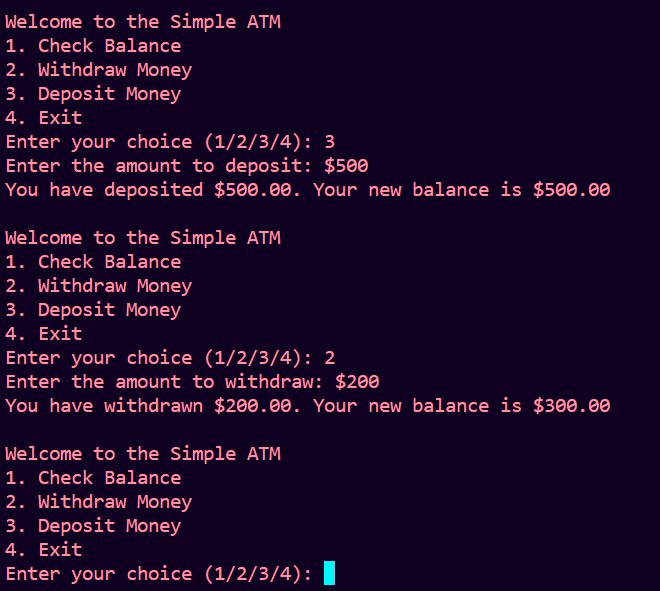 Welcome to the Simple ATM
1. Check Balance
2. Withdraw Money
3. Deposit Money
4. Exit
Enter your choice (1/2/3/4): 3
Enter the amount to deposit: $500
You have deposited $500.00. Your new balance is $500.00

Welcome to the Simple ATM
1. Check Balance
2. Withdraw Money
3. Deposit Money
4. Exit
Enter your choice (1/2/3/4): 2
Enter the amount to withdraw: $200
You have withdrawn $200.00. Your new balance is $300.00

Welcome to the Simple ATM
1. Check Balance
2. Withdraw Money
3. Deposit Money
4. Exit
Enter your choice (1/2/3/4):